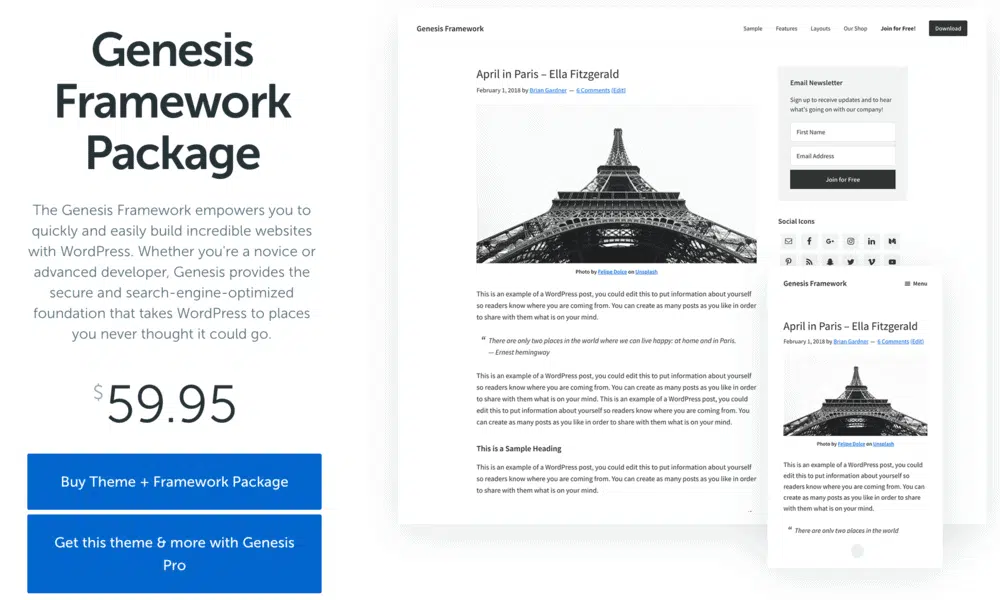 Genesis
Framework
Package
The Genesis Framework empowers you to
quickly and easily build incredible websites
with WordPress. Whether you're a novice or
advanced developer, Genesis provides the
secure and search-engine-optimized
foundation that takes WordPress to places
you never thought it could go.
$59.95
Buy Theme + Framework Package
Get this theme & more with Genesis
Pro
Genesis Framework
Sample Features Layouts Our Shop Join for Free! Download
April in Paris – Ella Fitzgerald
February 1, 2018 by Brian Gardner — 6 Comments (Edit)
Photo by Felipe Dolce on Unsplash
This is an example of a WordPress post, you could edit this to put information about yourself
so readers know where you are coming from. You can create as many posts as you like in order
to share with them what is on your mind.
“ There are only two places in the world where we can live happy: at home and in Paris.
— Ernest hemingway
This is an example of a WordPress post, you could edit this to put information about yourself
so readers know where you are coming from. You can create as many posts as you like in order
to share with them what is on your mind. This is an example of a WordPress post, you could
edit this to put information about yourself so readers know where you are coming from. You
can create as many posts as you like in order to share with them what is on your mind.
This is a Sample Heading
This is an example of a WordPress post, you could edit this to put information about yourself
so readers know where you are coming from. You can create as many posts as you like in order
to share with them what is on your mind.
Email Newsletter
Sign up to receive updates and to hear
what's going on with our company!
First Name
Email Address
Join for Free
Social Icons
Genesis Framework
Menu
April in Paris – Ella Fitzgerald
February 1, 2018 by Brian Gardner — 6 Comments (Edit)
Photo by Felipe Dolce on Unsplash
This is an example of a WordPress post, you could
edit this to put information about yourself so
readers know where you are coming from. You can
create as many posts as you like in order to share
with them what is on your mind.
“ There are only two places in the world